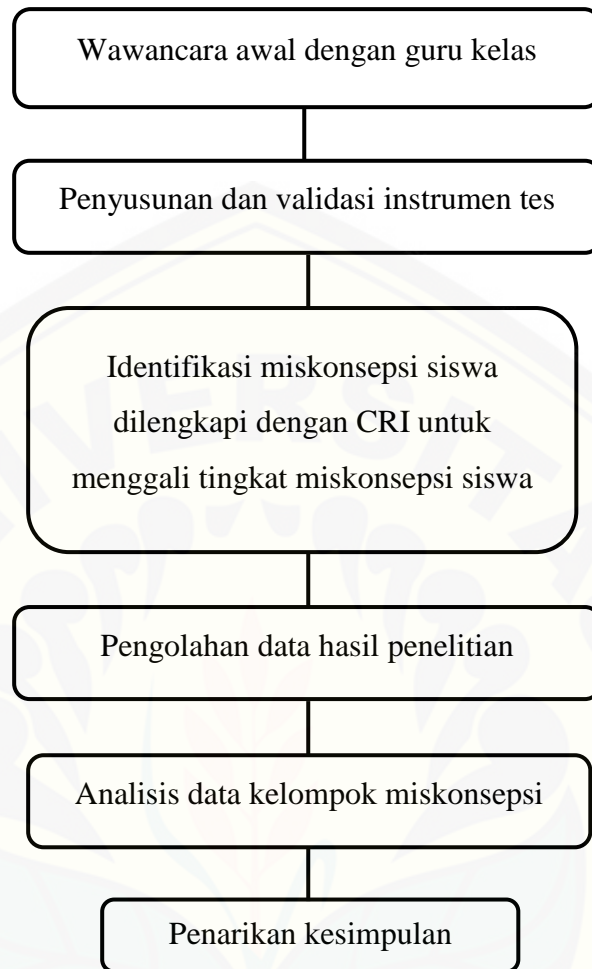 Wawancara awal dengan guru kelas
Penyusunan dan validasi instrumen tes
Identifikasi miskonsepsi siswa
dilengkapi dengan CRI untuk
menggali tingkat miskonsepsi siswa
Pengolahan data hasil penelitian
Analisis data kelompok miskonsepsi
Penarikan kesimpulan